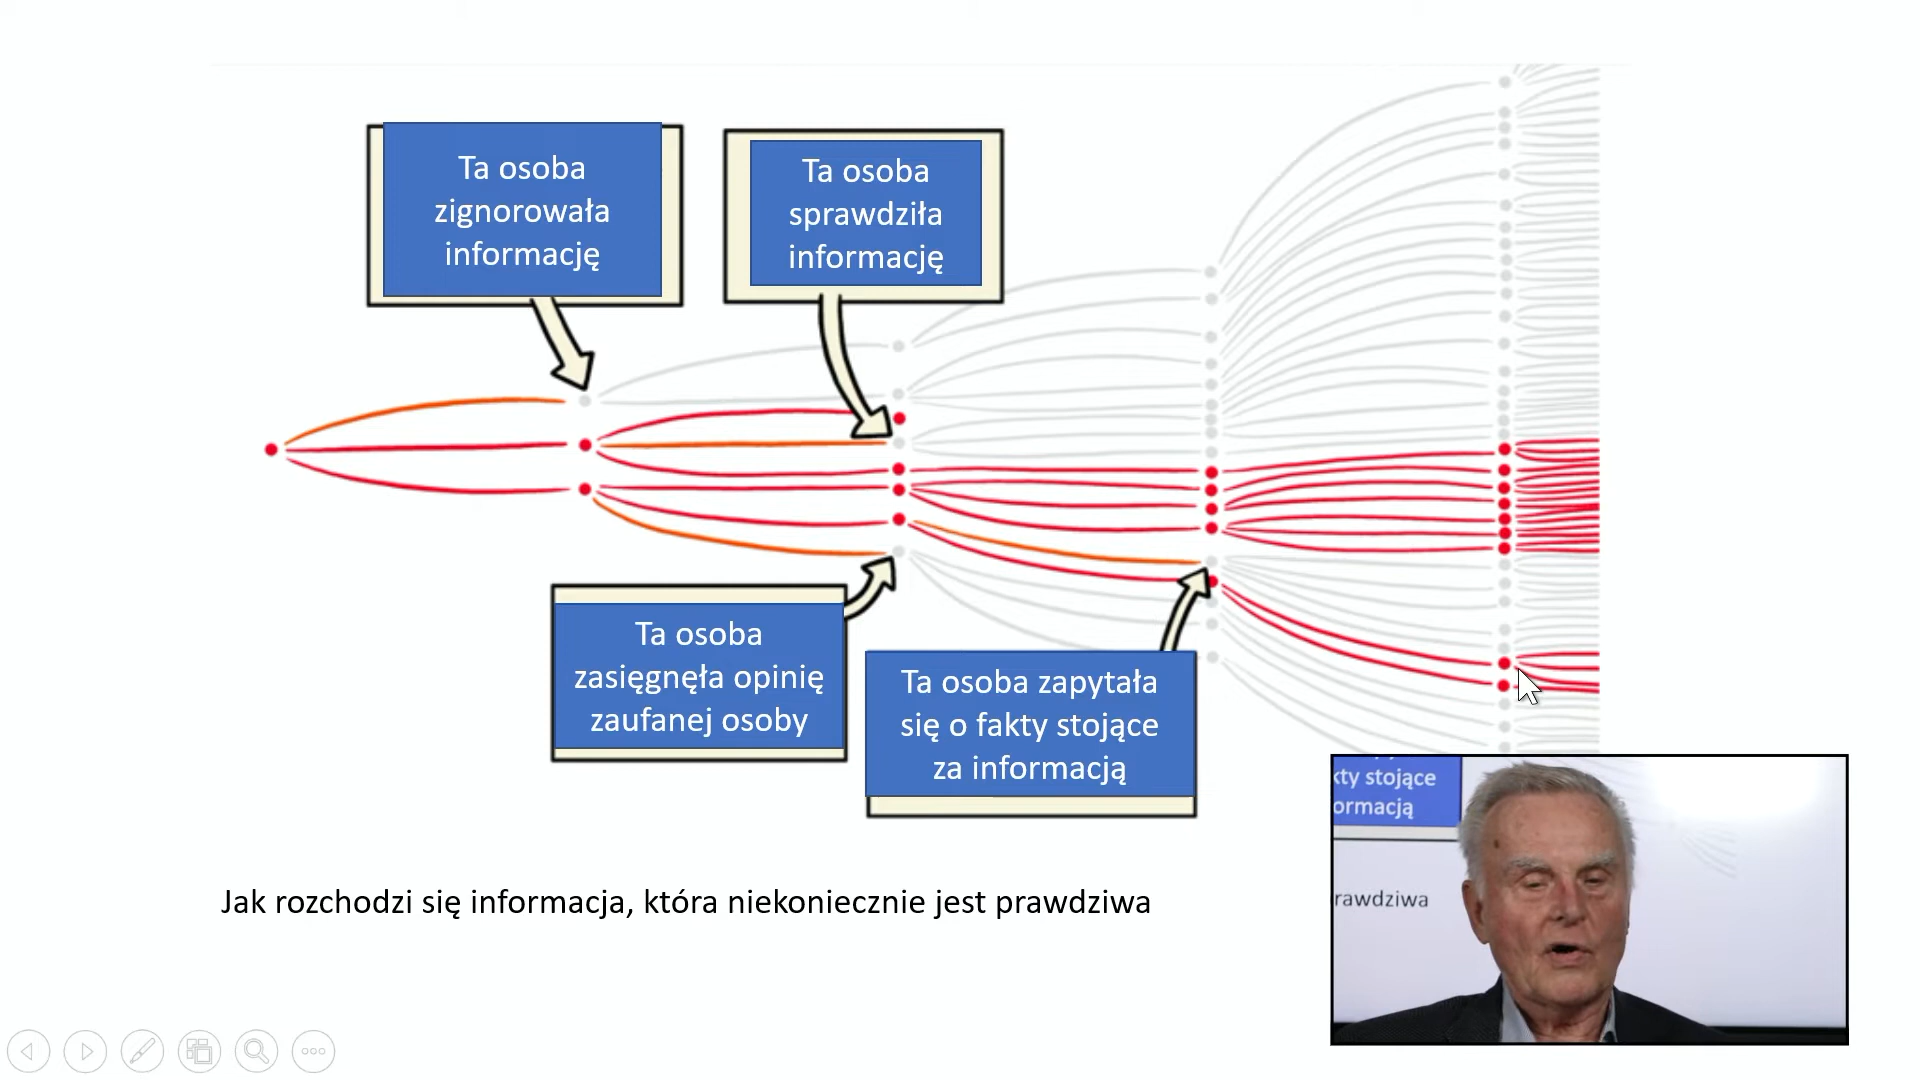 Ta osoba
zignorowała
informację
Ta osoba
sprawdziła
informację
Ta osoba
zasięgnęła opinię
zaufanej osoby
Ta osoba zapytała
się o fakty stojące
za informacją
Jak rozchodzi się informacja, która niekoniecznie jest prawdziwa
kty stojące
ormacją
rawdziwa